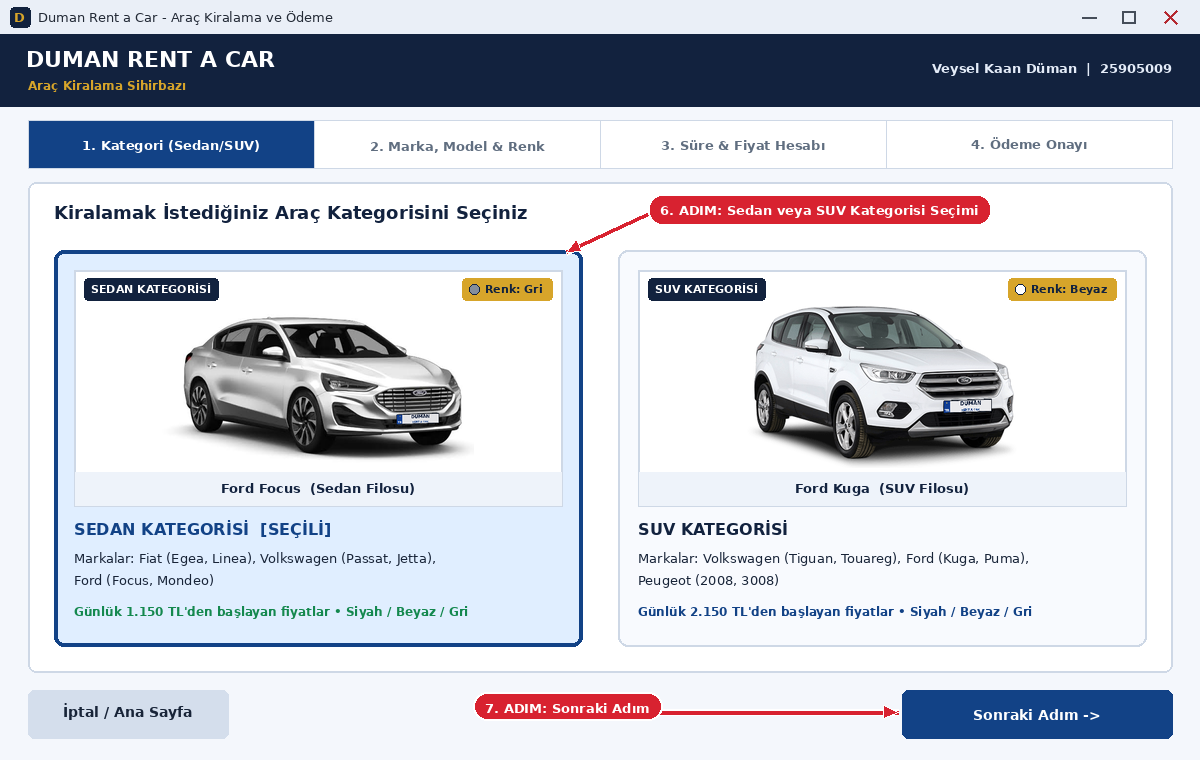 D Duman Rent a Car - Araç Kiralama ve Ödeme
DUMAN RENT A CAR
Araç Kiralama Sihirbazı
Veysel Kaan Düman | 25905009
1. Kategori (Sedan/SUV)
2. Marka, Model & Renk
3. Süre & Fiyat Hesabı
4. Ödeme Onayı
Kiralamak İstediğiniz Araç Kategorisini Seçiniz
6. ADIM: Sedan veya SUV Kategorisi Seçimi
SEDAN KATEGORİSİ
Renk: Gri
DUMAN
Ford Focus (Sedan Filosu)
SEDAN KATEGORİSİ [SEÇİLİ]
Markalar: Fiat (Egea, Linea), Volkswagen (Passat, Jetta),
Ford (Focus, Mondeo)
Günlük 1.150 TL'den başlayan fiyatlar • Siyah / Beyaz / Gri
SUV KATEGORİSİ
Renk: Beyaz
DUMAN
Ford Kuga (SUV Filosu)
SUV KATEGORİSİ
Markalar: Volkswagen (Tiguan, Touareg), Ford (Kuga, Puma),
Peugeot (2008, 3008)
Günlük 2.150 TL'den başlayan fiyatlar • Siyah / Beyaz / Gri
İptal / Ana Sayfa
7. ADIM: Sonraki Adım
Sonraki Adım ->